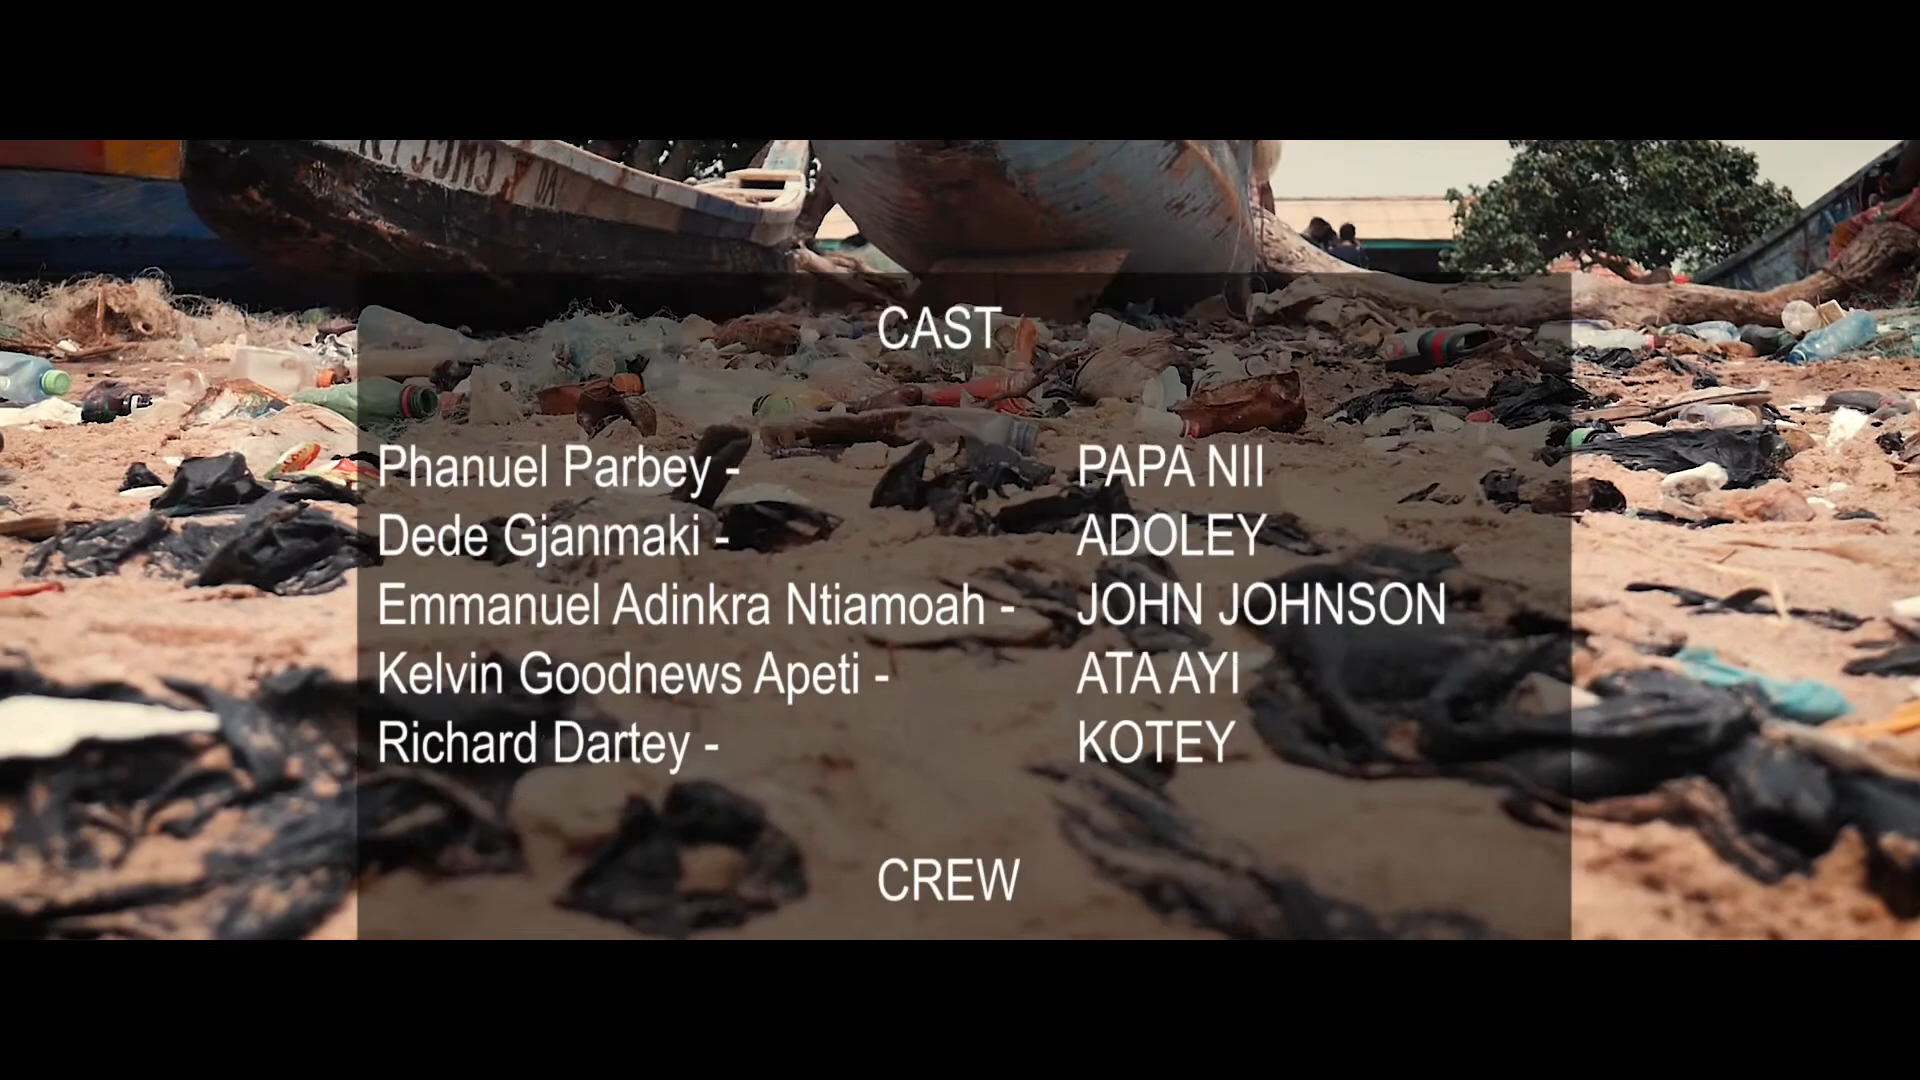 CAST
Phanuel Parbey - PAPA NII
Dede Gjanmaki - ADOLEY
Emmanuel Adinkra Ntiamoah - JOHN JOHNSON
Kelvin Goodnews Apeti - ATA AYI
Richard Dartey - KOTEY
CREW